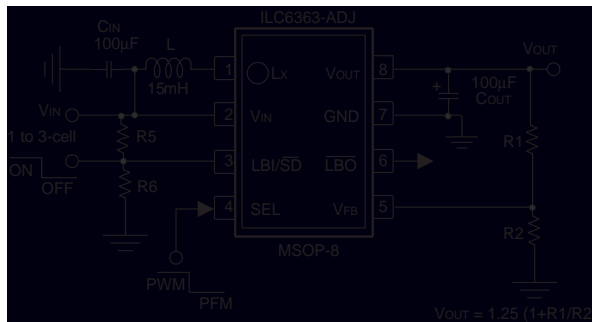 ILC6363-ADJ
CIN
100µF
L
15mH
1
LX
VOUT
8
VOUT
100µF
COUT
+
VIN
2
VIN
GND
7
1 to 3-cell
R5
R1
ON
OFF
3
LBI/SD
LBO
6
R6
4
SEL
VFB
5
R2
MSOP-8
PWM
PFM
VOUT = 1.25 (1+R1/R2